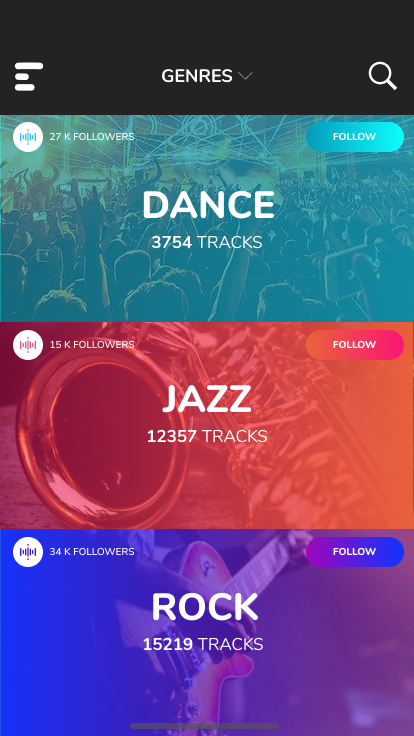 GENRES
27 K FOLLOWERS
FOLLOW
DANCE
3754 TRACKS
15 K FOLLOWERS
FOLLOW
JAZZ
12357 TRACKS
34 K FOLLOWERS
FOLLOW
ROCK
15219 TRACKS